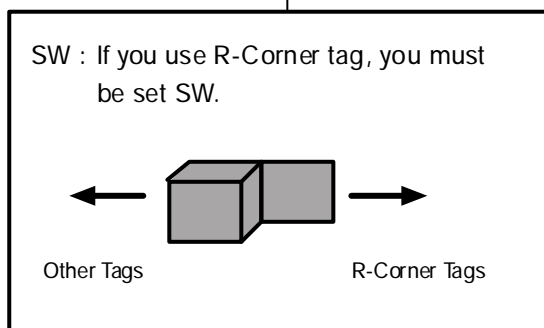 SW : If you use R-Corner tag, you must
be set SW.
Other Tags
R-Corner Tags